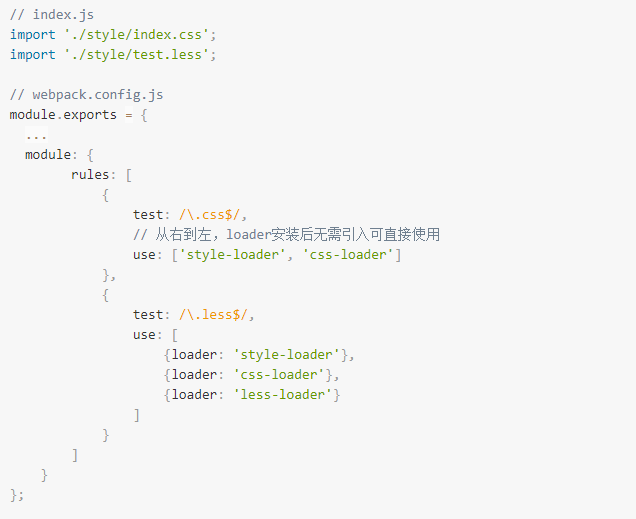 // index.js
import './style/index.css';
import './style/test.less';

// webpack.config.js
module.exports = {
  ...
  module: {
        rules: [
            {
                test: /\.css$/,
                // 从右到左，loader安装后无需引入可直接使用
                use: ['style-loader', 'css-loader']
            },
            {
                test: /\.less$/,
                use: [
                    {loader: 'style-loader'},
                    {loader: 'css-loader'},
                    {loader: 'less-loader'}
                ]
            }
        ]
    }
};